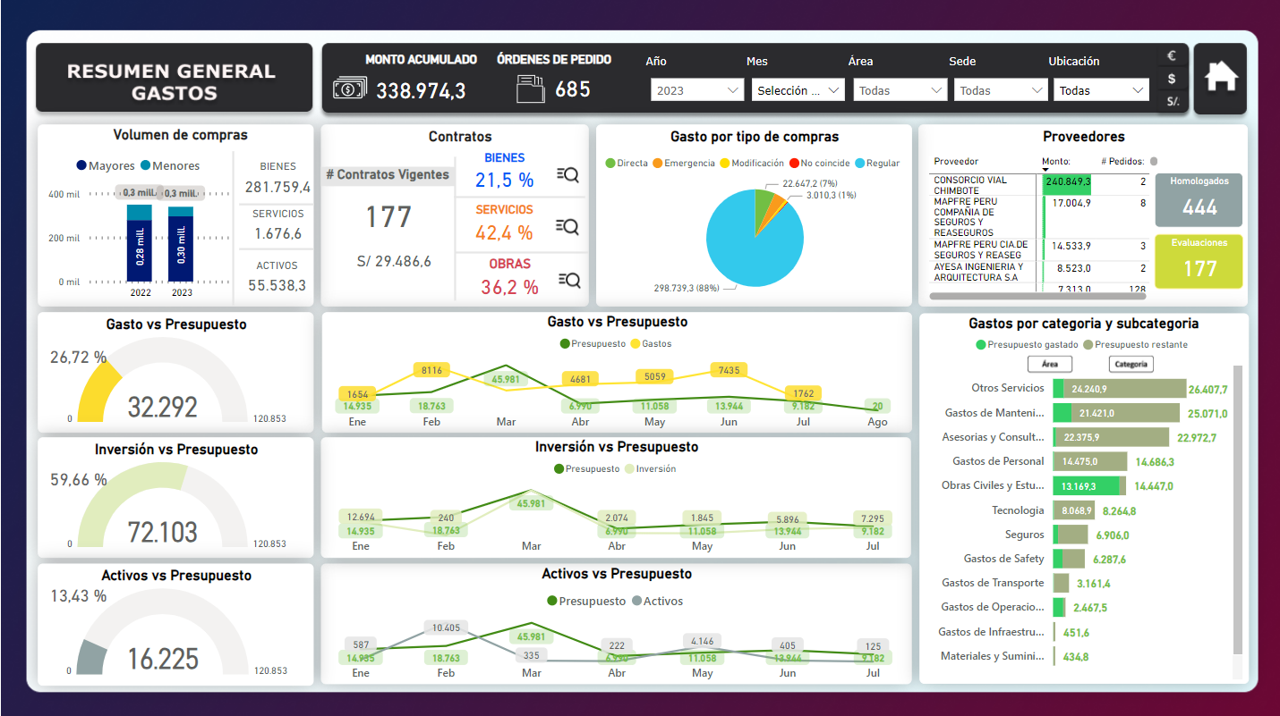 RESUMEN GENERAL
GASTOS
MONTO ACUMULADO
338.974,3
ÓRDENES DE PEDIDO
685
Año
2023
Mes
Selección ...
Área
Todas
Sede
Todas
Ubicación
Todas
€
$
S/.
Volumen de compras
Mayores Menores
400 mil
200 mil
0 mil
0,3 mill.
0,3 mill.
0,28 mill.
0,30 mill.
2022
2023
BIENES
281.759,4
SERVICIOS
1.676,6
ACTIVOS
55.538,3
Contratos
# Contratos Vigentes
177
S/ 29.486,6
BIENES
21,5 %
SERVICIOS
42,4 %
OBRAS
36,2 %
Gasto por tipo de compras
Directa Emergencia Modificación No coincide Regular
22.647,2 (7%)
3.010,3 (1%)
298.739,3 (88%)
Proveedores
Proveedor Monto: # Pedidos:
CONSORCIO VIAL 240.849,3 2
CHIMBOTE
MAPFRE PERU 17.004,9 8
COMPAÑIA DE
SEGUROS Y
REASEGUROS
MAPFRE PERU CIA.DE 14.533,9 3
SEGUROS Y REASEG
AYESA INGENIERIA Y 8.523,0 2
ARQUITECTURA S.A
7.313,0 128
Homologados
444
Evaluaciones
177
Gasto vs Presupuesto
26,72 %
32.292
0
120.853
Gasto vs Presupuesto
Presupuesto Gastos
1654
8116
4681
5059
7435
1762
14.935
18.763
45.981
6.990
11.058
13.944
9.182
20
Ene
Feb
Mar
Abr
May
Jun
Jul
Ago
Inversión vs Presupuesto
59,66 %
72.103
0
120.853
Inversión vs Presupuesto
Presupuesto Inversión
12.694
240
2.074
1.845
5.896
7.295
14.935
18.763
45.981
6.990
11.058
13.944
9.182
Ene
Feb
Mar
Abr
May
Jun
Jul
Activos vs Presupuesto
13,43 %
16.225
0
120.853
Activos vs Presupuesto
Presupuesto Activos
587
10.405
335
222
4.146
405
125
14.935
18.763
45.981
6.990
11.058
13.944
9.182
Ene
Feb
Mar
Abr
May
Jun
Jul
Gastos por categoria y subcategoria
Presupuesto gastado Presupuesto restante
Área
Categoria
Otros Servicios 24.240,9 26.407,7
Gastos de Manteni... 21.421,0 25.071,0
Asesorias y Consult... 22.375,9 22.972,7
Gastos de Personal 14.475,0 14.686,3
Obras Civiles y Estu... 13.169,3 14.447,0
Tecnologia 8.068,9 8.264,8
Seguros 6.906,0
Gastos de Safety 6.287,6
Gastos de Transporte 3.161,4
Gastos de Operacio... 2.467,5
Gastos de Infraestru... 451,6
Materiales y Sumini... 434,8